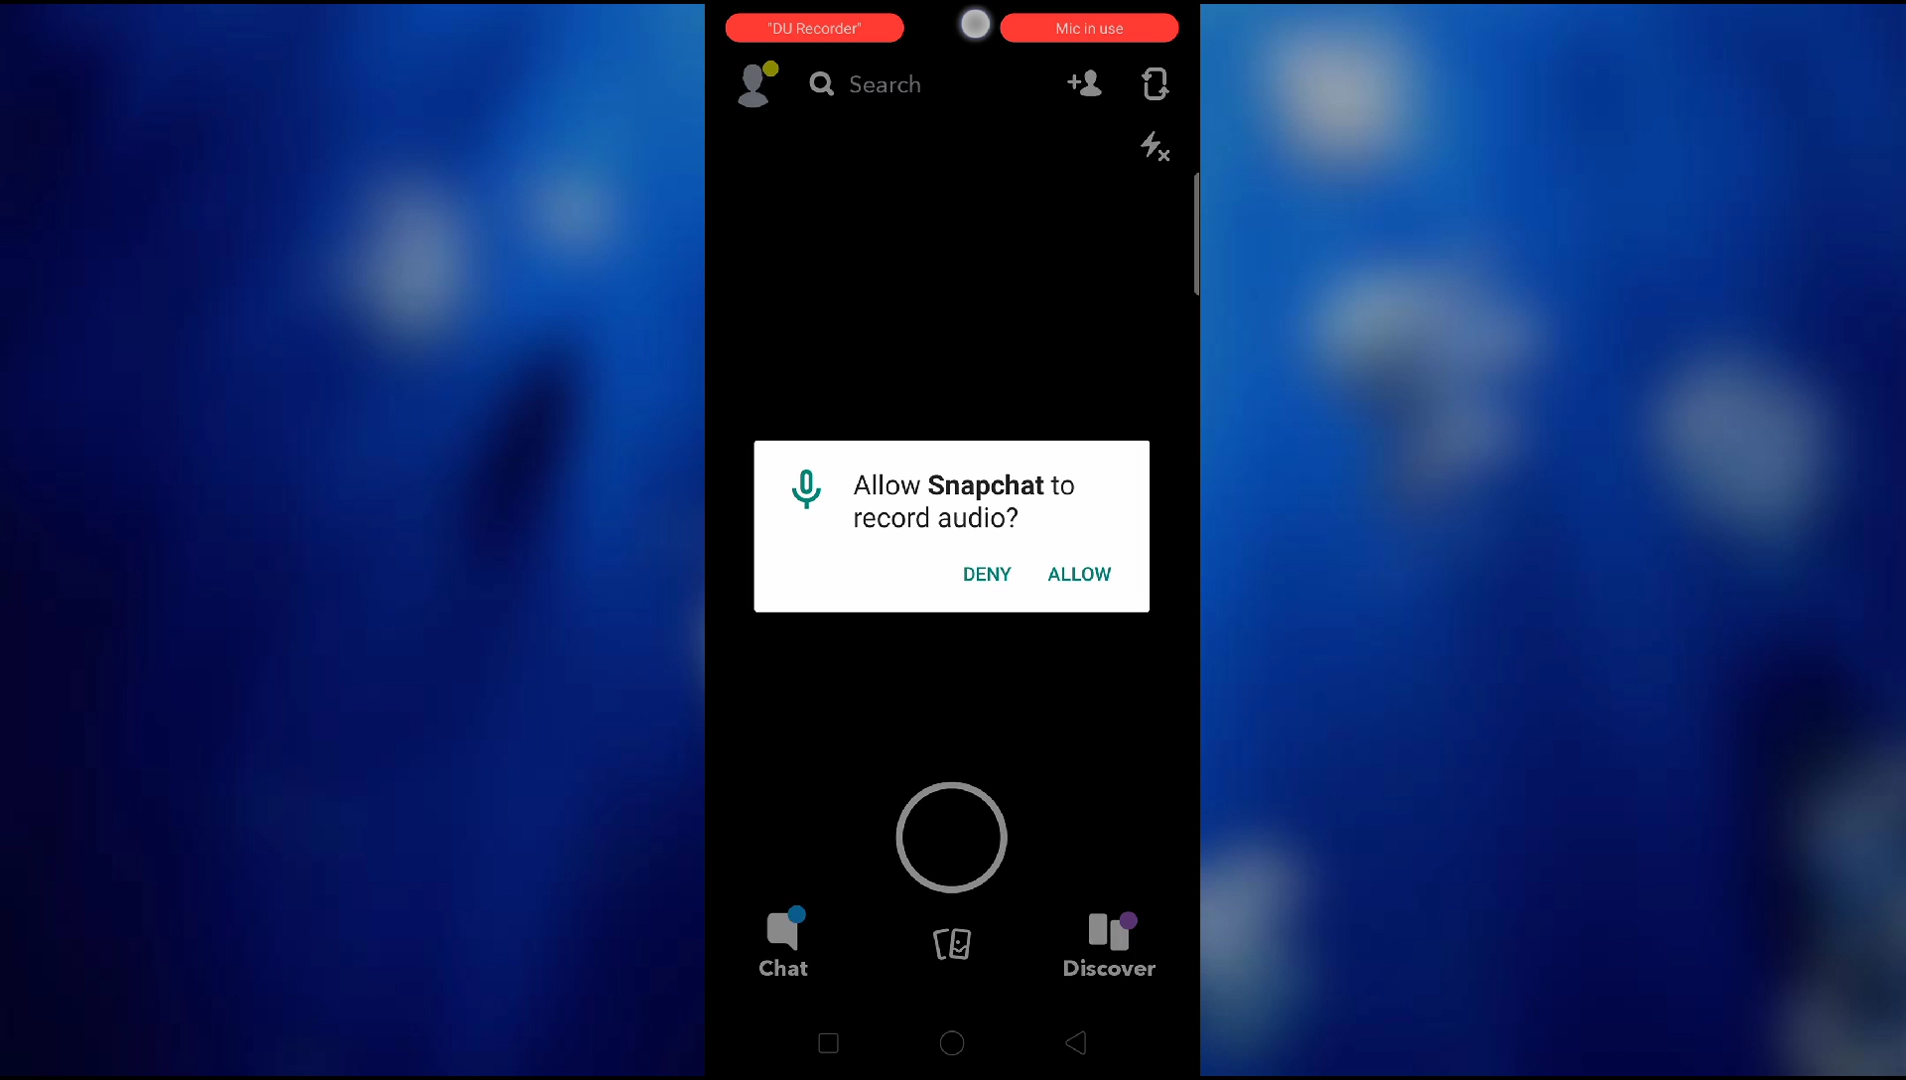 "DU Recorder"
Mic in use
Search
Allow Snapchat to
record audio?
DENY ALLOW
Chat
Discover